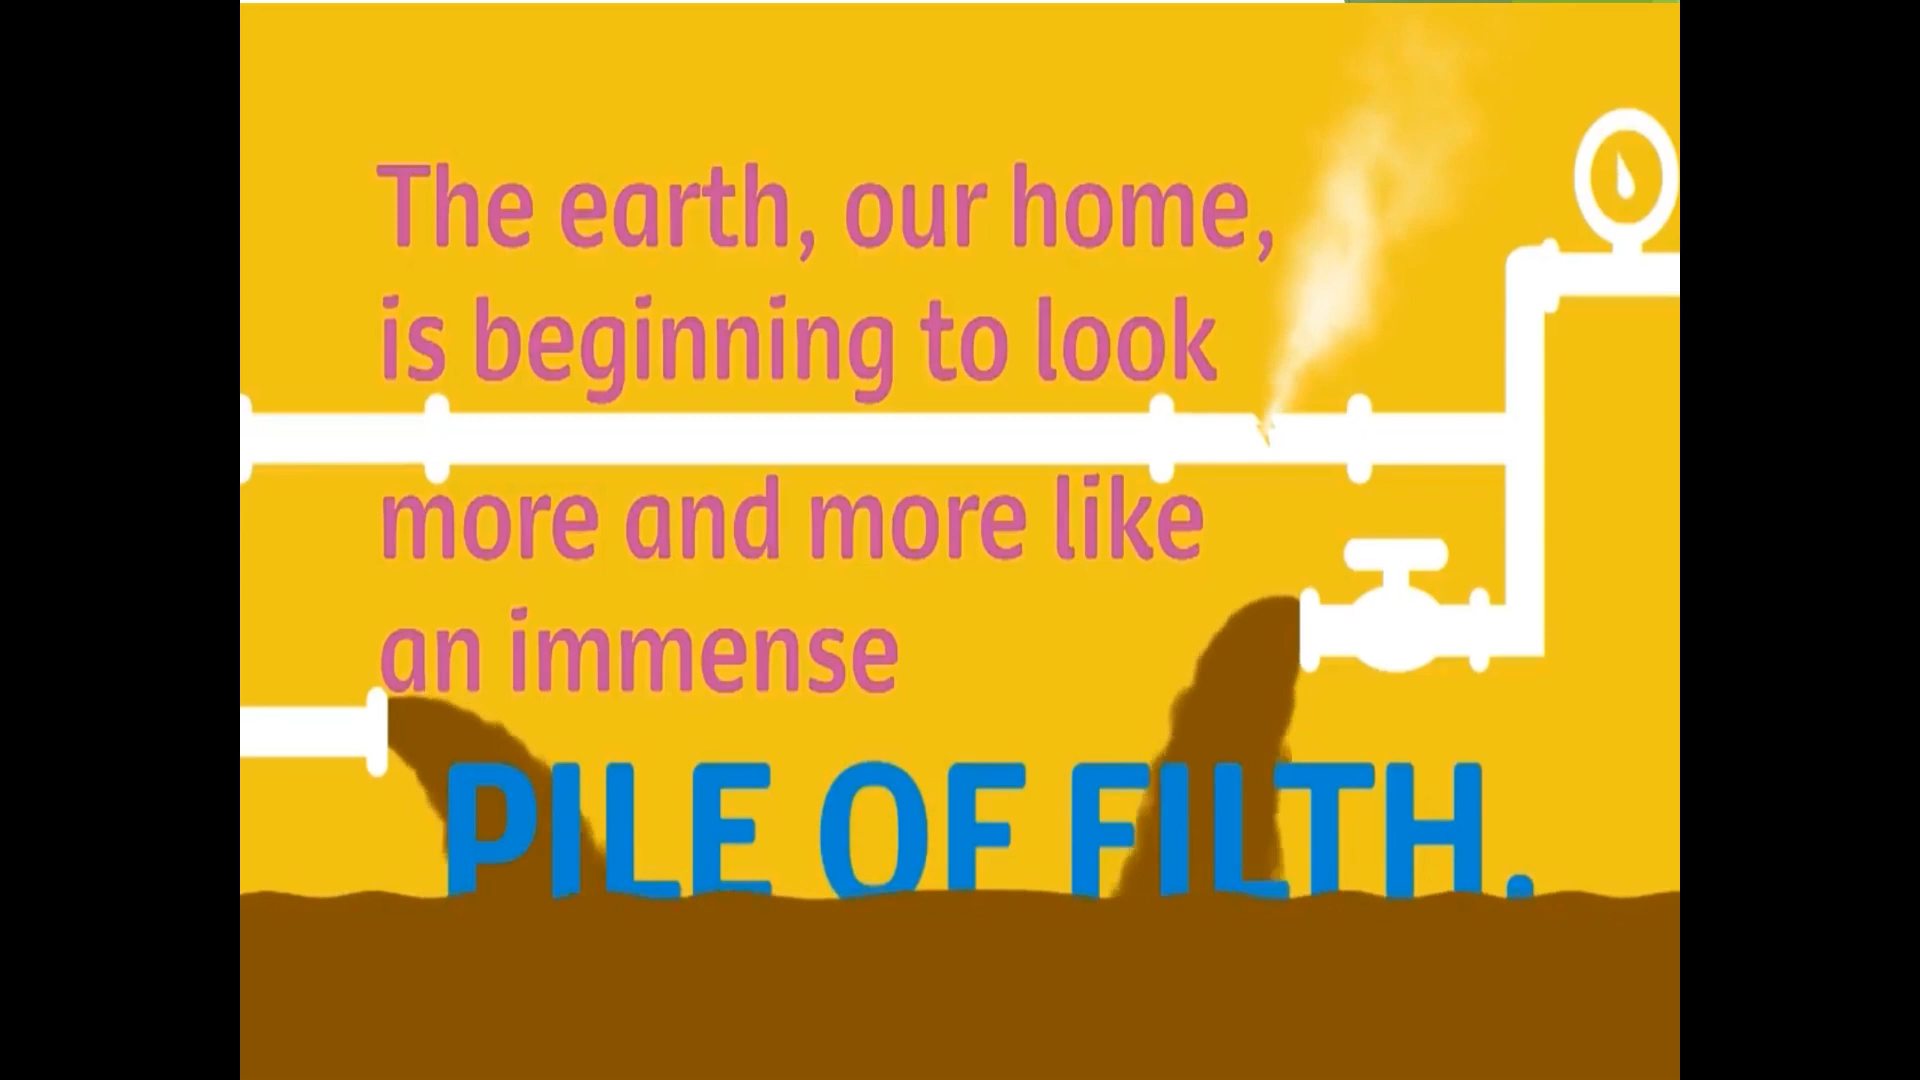 The earth, our home,
is beginning to look
more and more like
an immense
PILE OF FILTH.